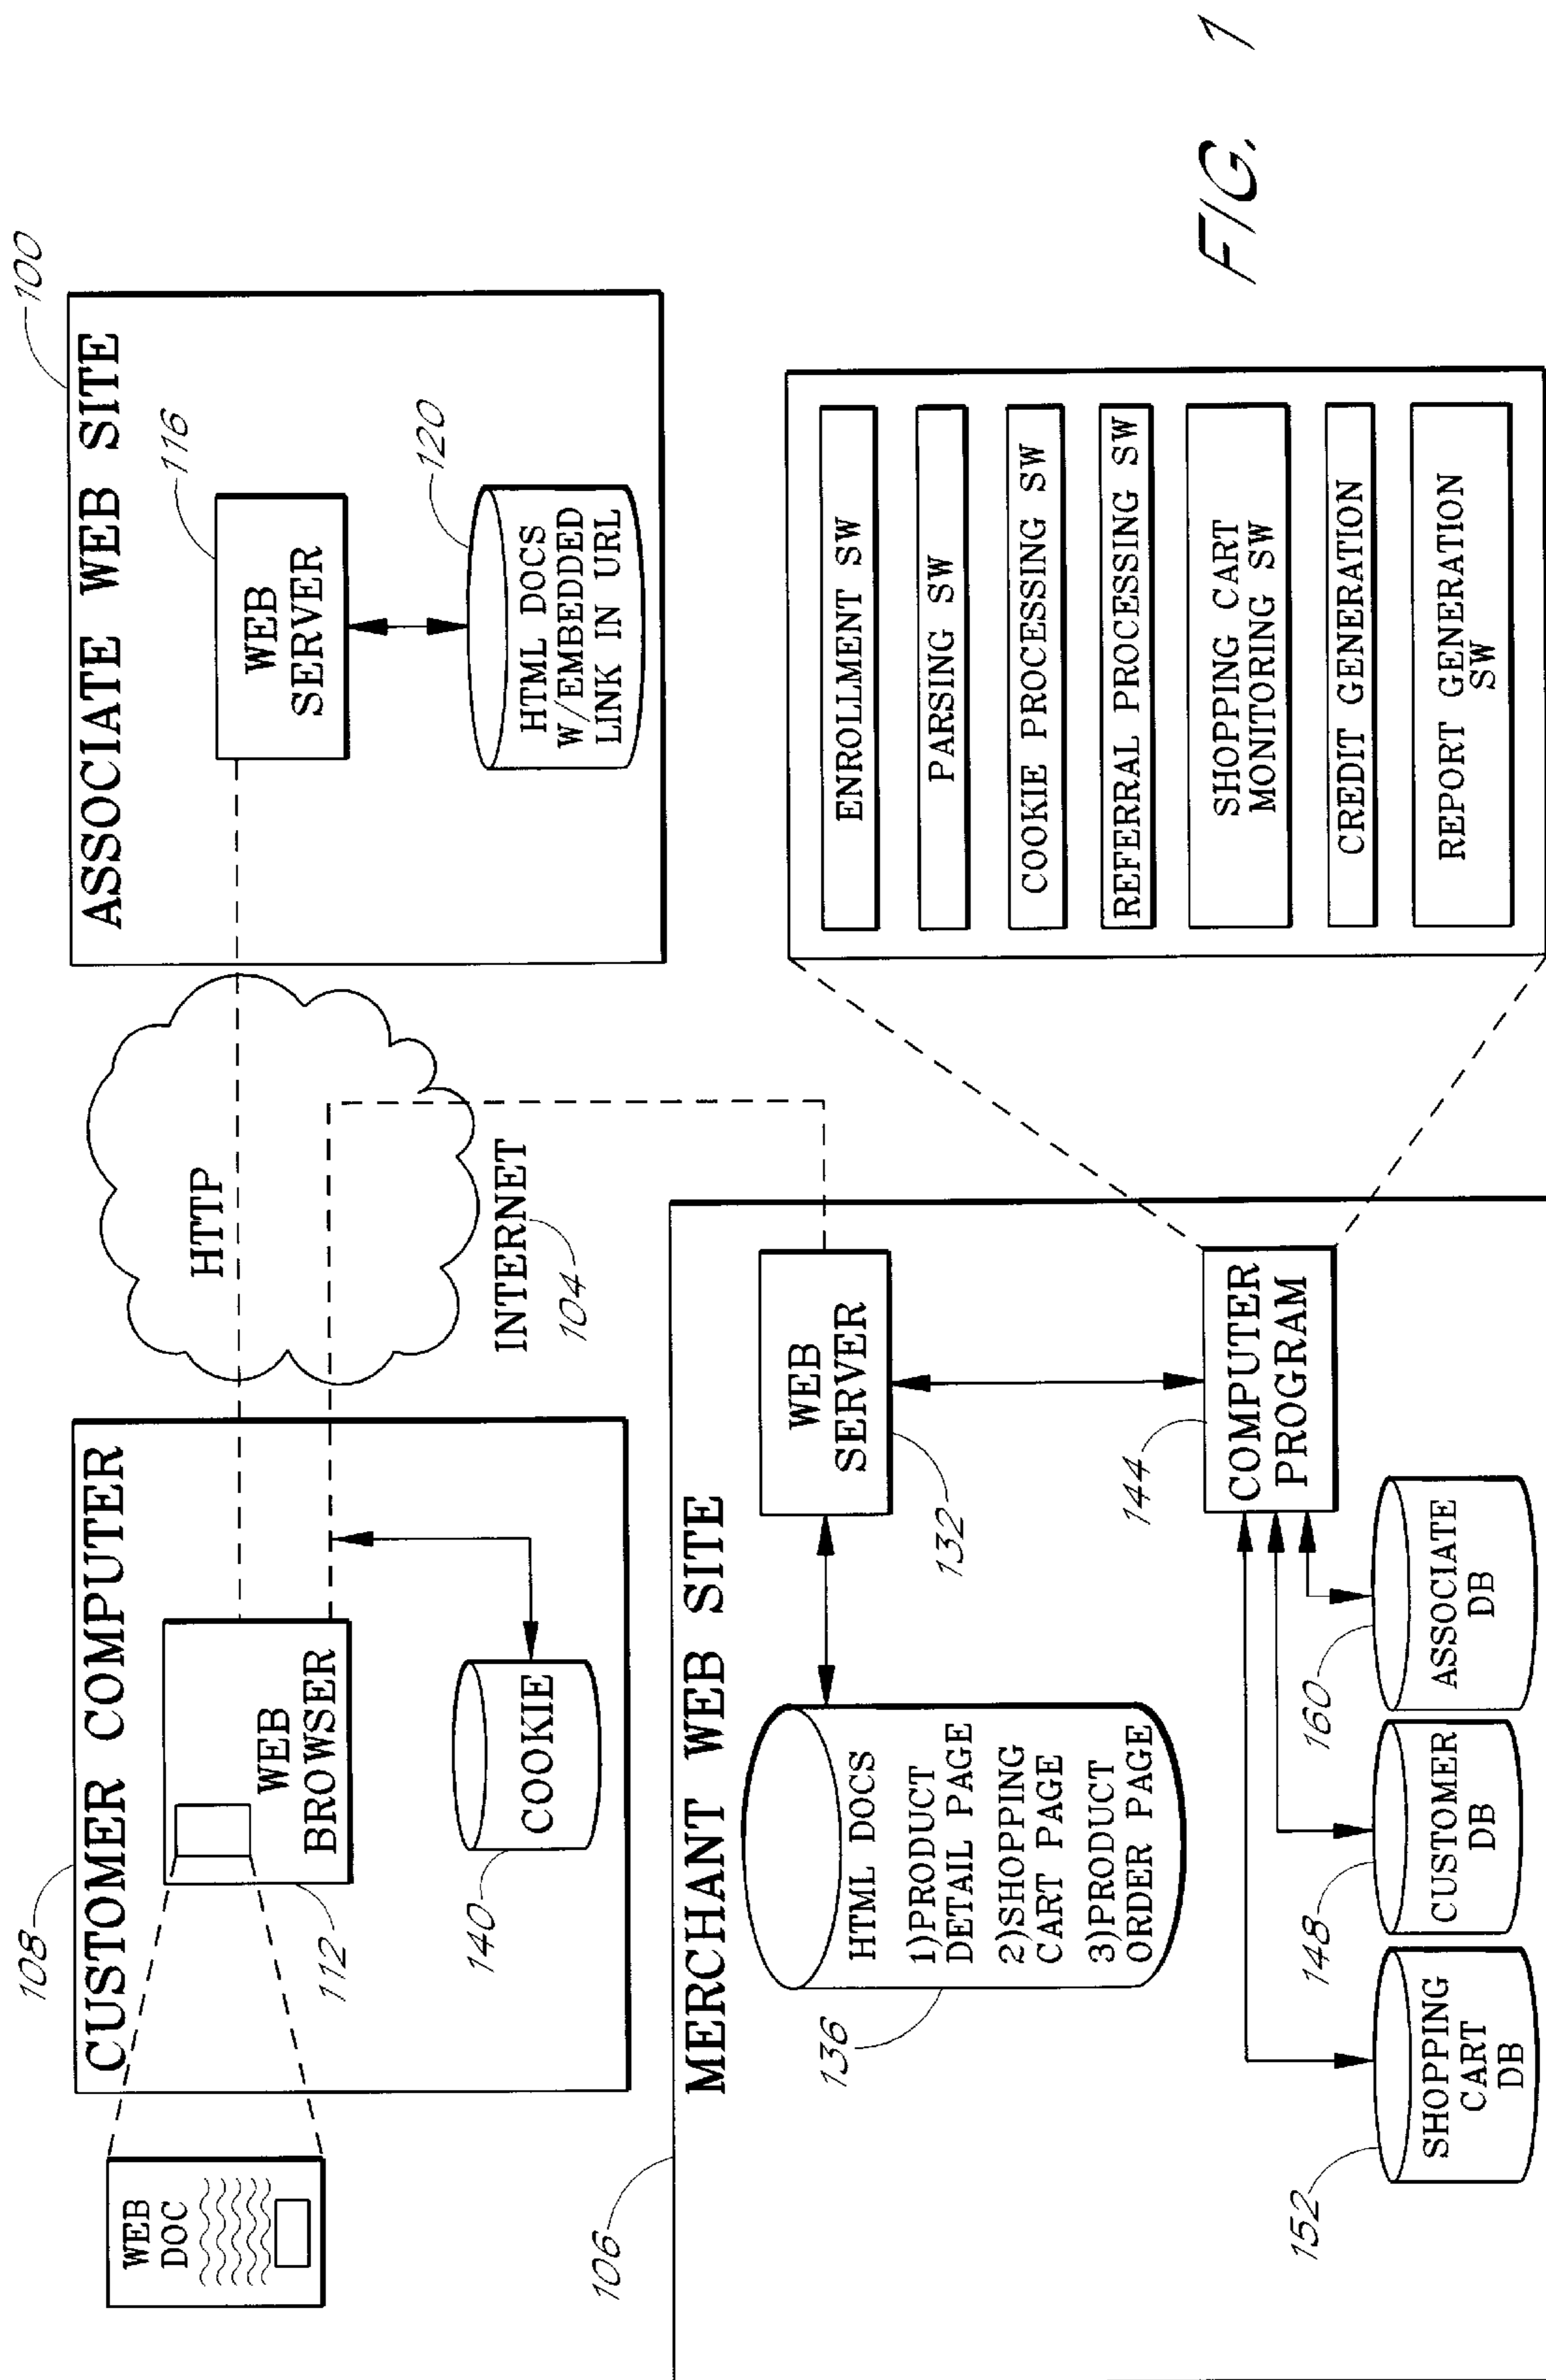 108
CUSTOMER COMPUTER
WEB
DOC
WEB
BROWSER
112
COOKIE
140
HTTP
INTERNET
104
100
ASSOCIATE WEB SITE
116
WEB
SERVER
120
HTML DOCS
W/EMBEDDED
LINK IN URL
106
MERCHANT WEB SITE
WEB
SERVER
132
HTML DOCS
1)PRODUCT
DETAIL PAGE
2)SHOPPING
CART PAGE
3)PRODUCT
ORDER PAGE
136
144
COMPUTER
PROGRAM
152
SHOPPING
CART
DB
148
CUSTOMER
DB
160
ASSOCIATE
DB
ENROLLMENT SW
PARSING SW
COOKIE PROCESSING SW
REFERRAL PROCESSING SW
SHOPPING CART
MONITORING SW
CREDIT GENERATION
REPORT GENERATION
SW
FIG. 1